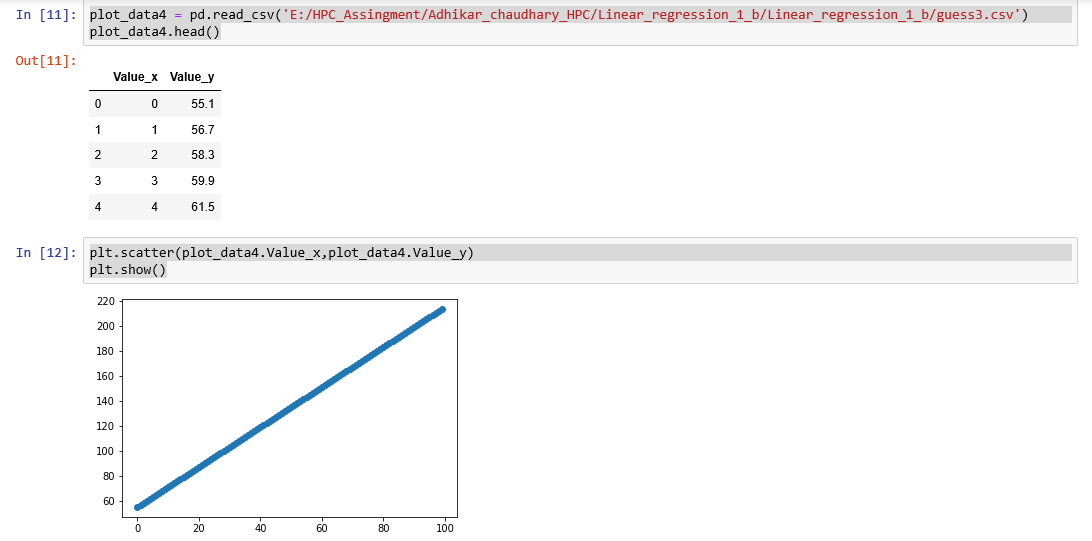 In [11]: plot_data4 = pd.read_csv('E:/HPC_Assingment/Adhikar_chaudhary_HPC/Linear_regression_1_b/Linear_regression_1_b/guess3.csv')
plot_data4.head()
Out[11]:
Value_x Value_y
0 0 55.1
1 1 56.7
2 2 58.3
3 3 59.9
4 4 61.5
In [12]: plt.scatter(plot_data4.Value_x,plot_data4.Value_y)
plt.show()
220
200
180
160
140
120
100
80
60
0 20 40 60 80 100